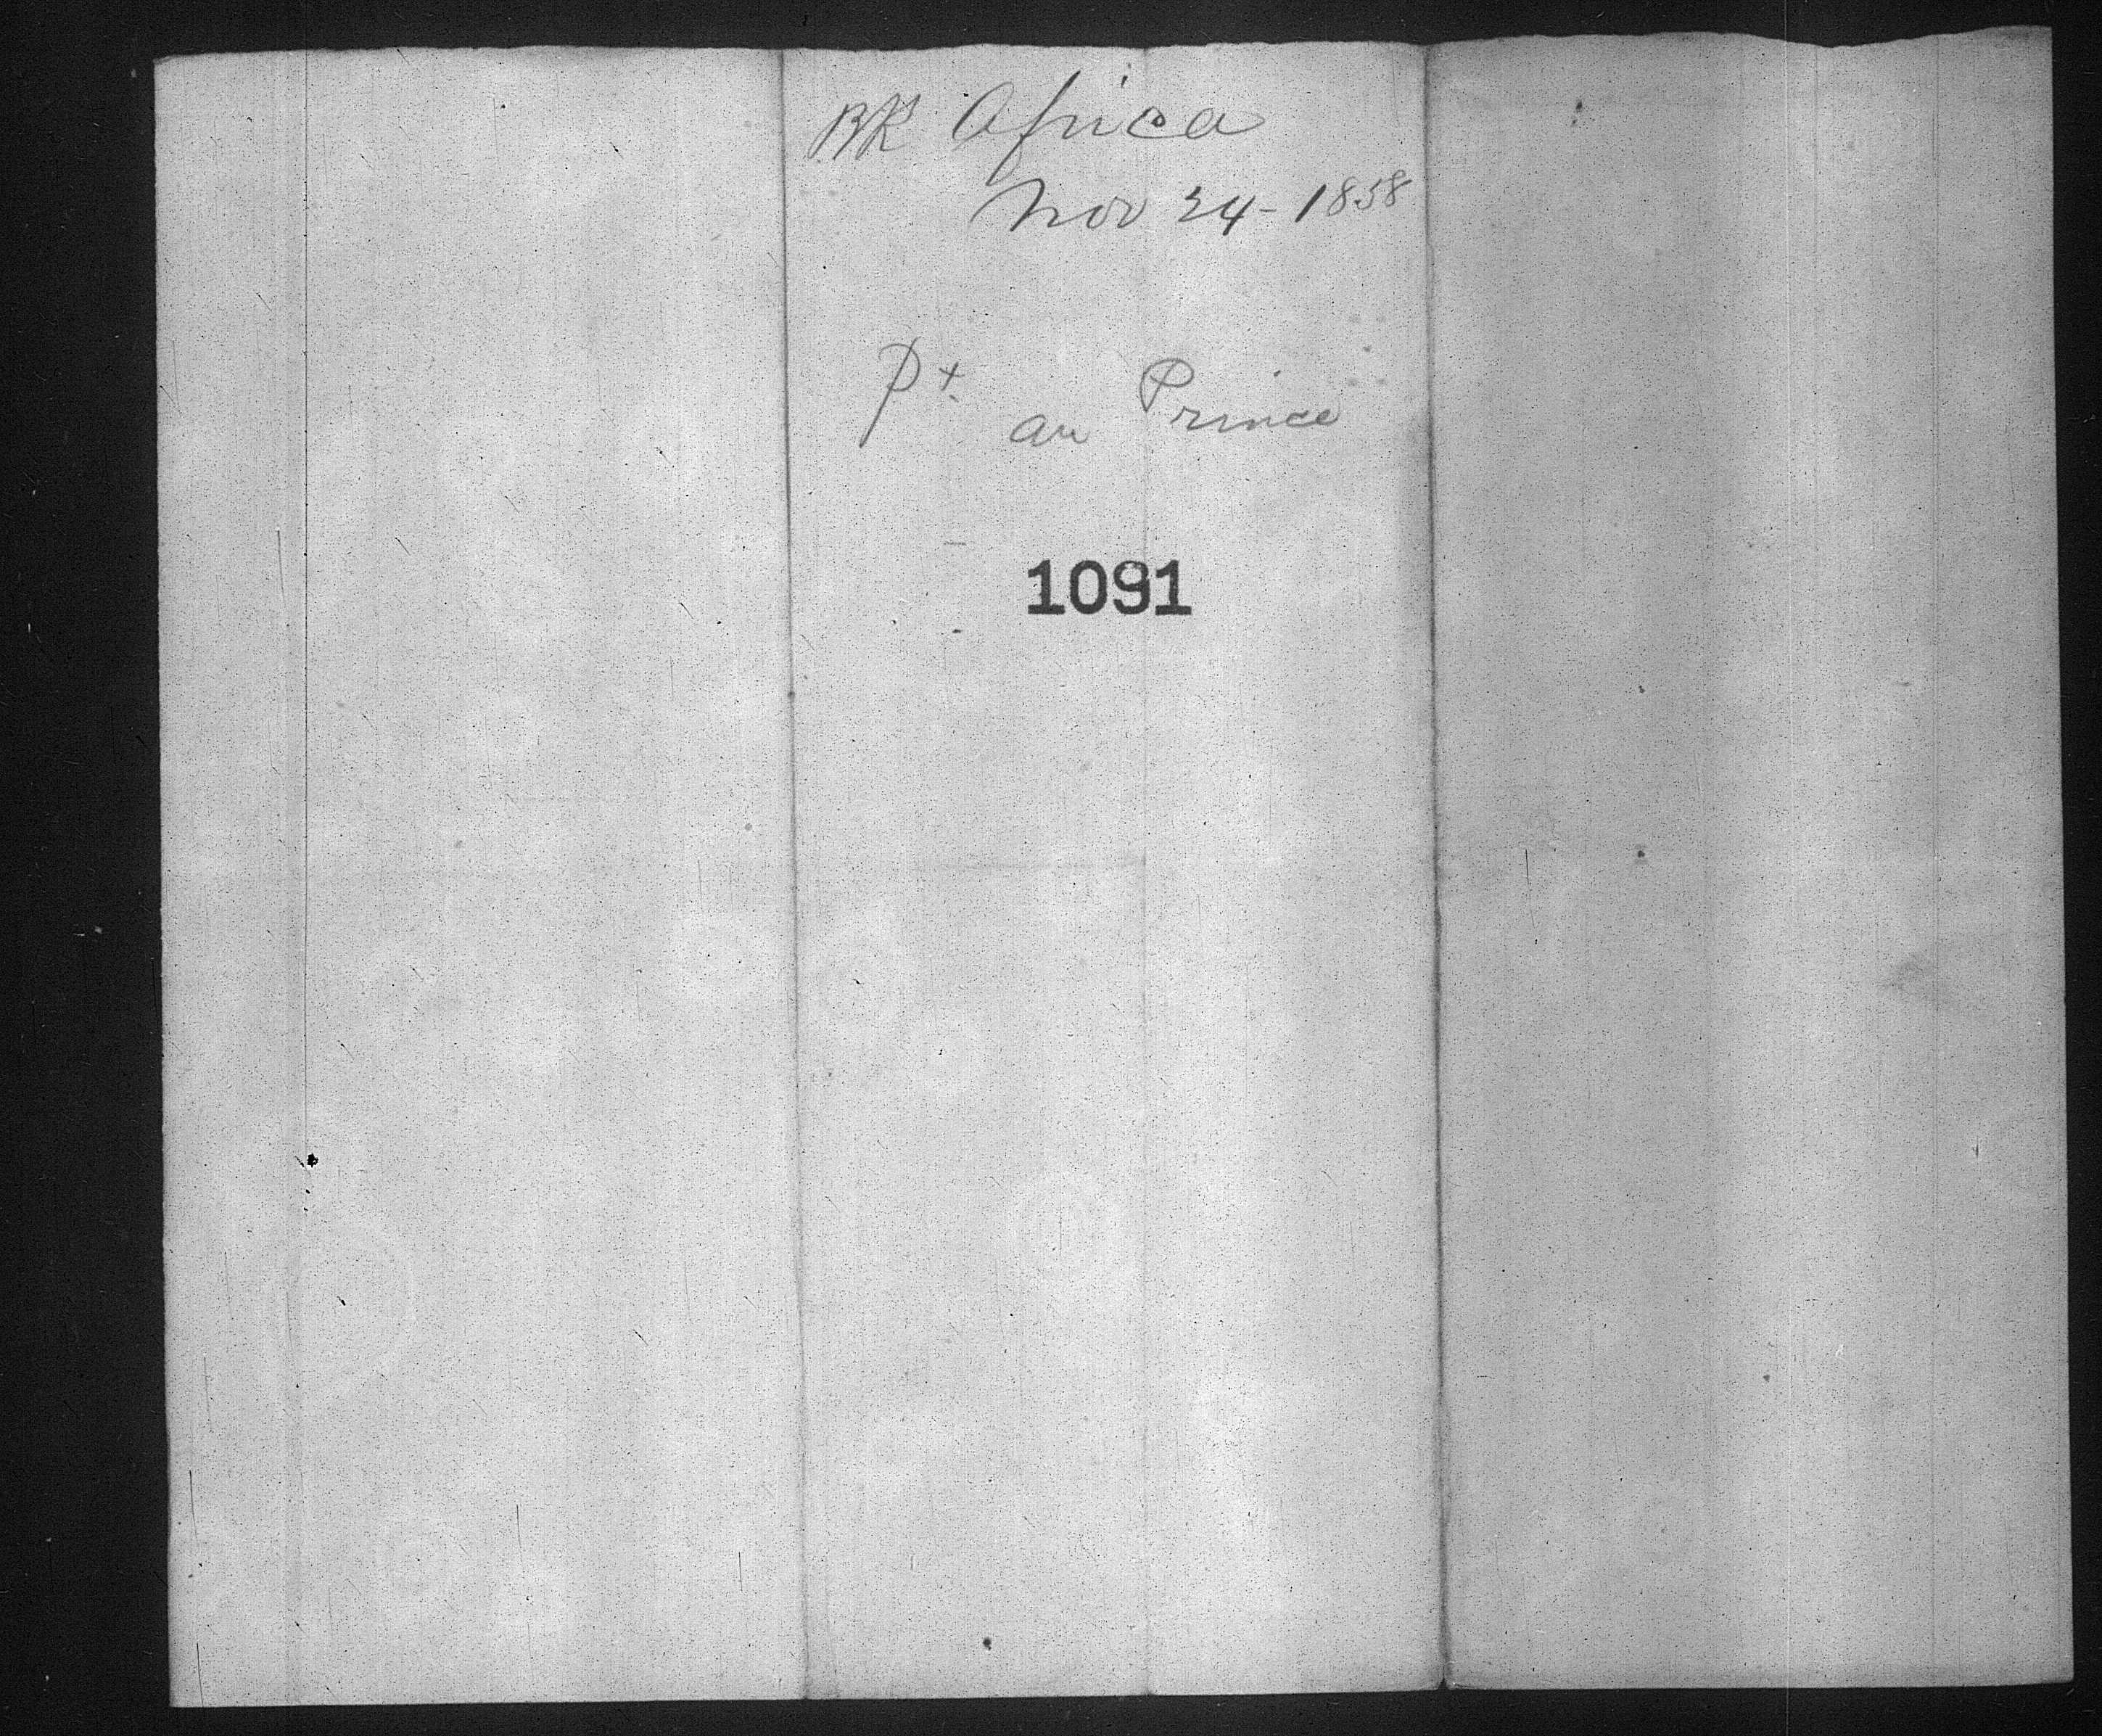 BK Africa
Nov 24-1858
Pt.
au Prince
1091